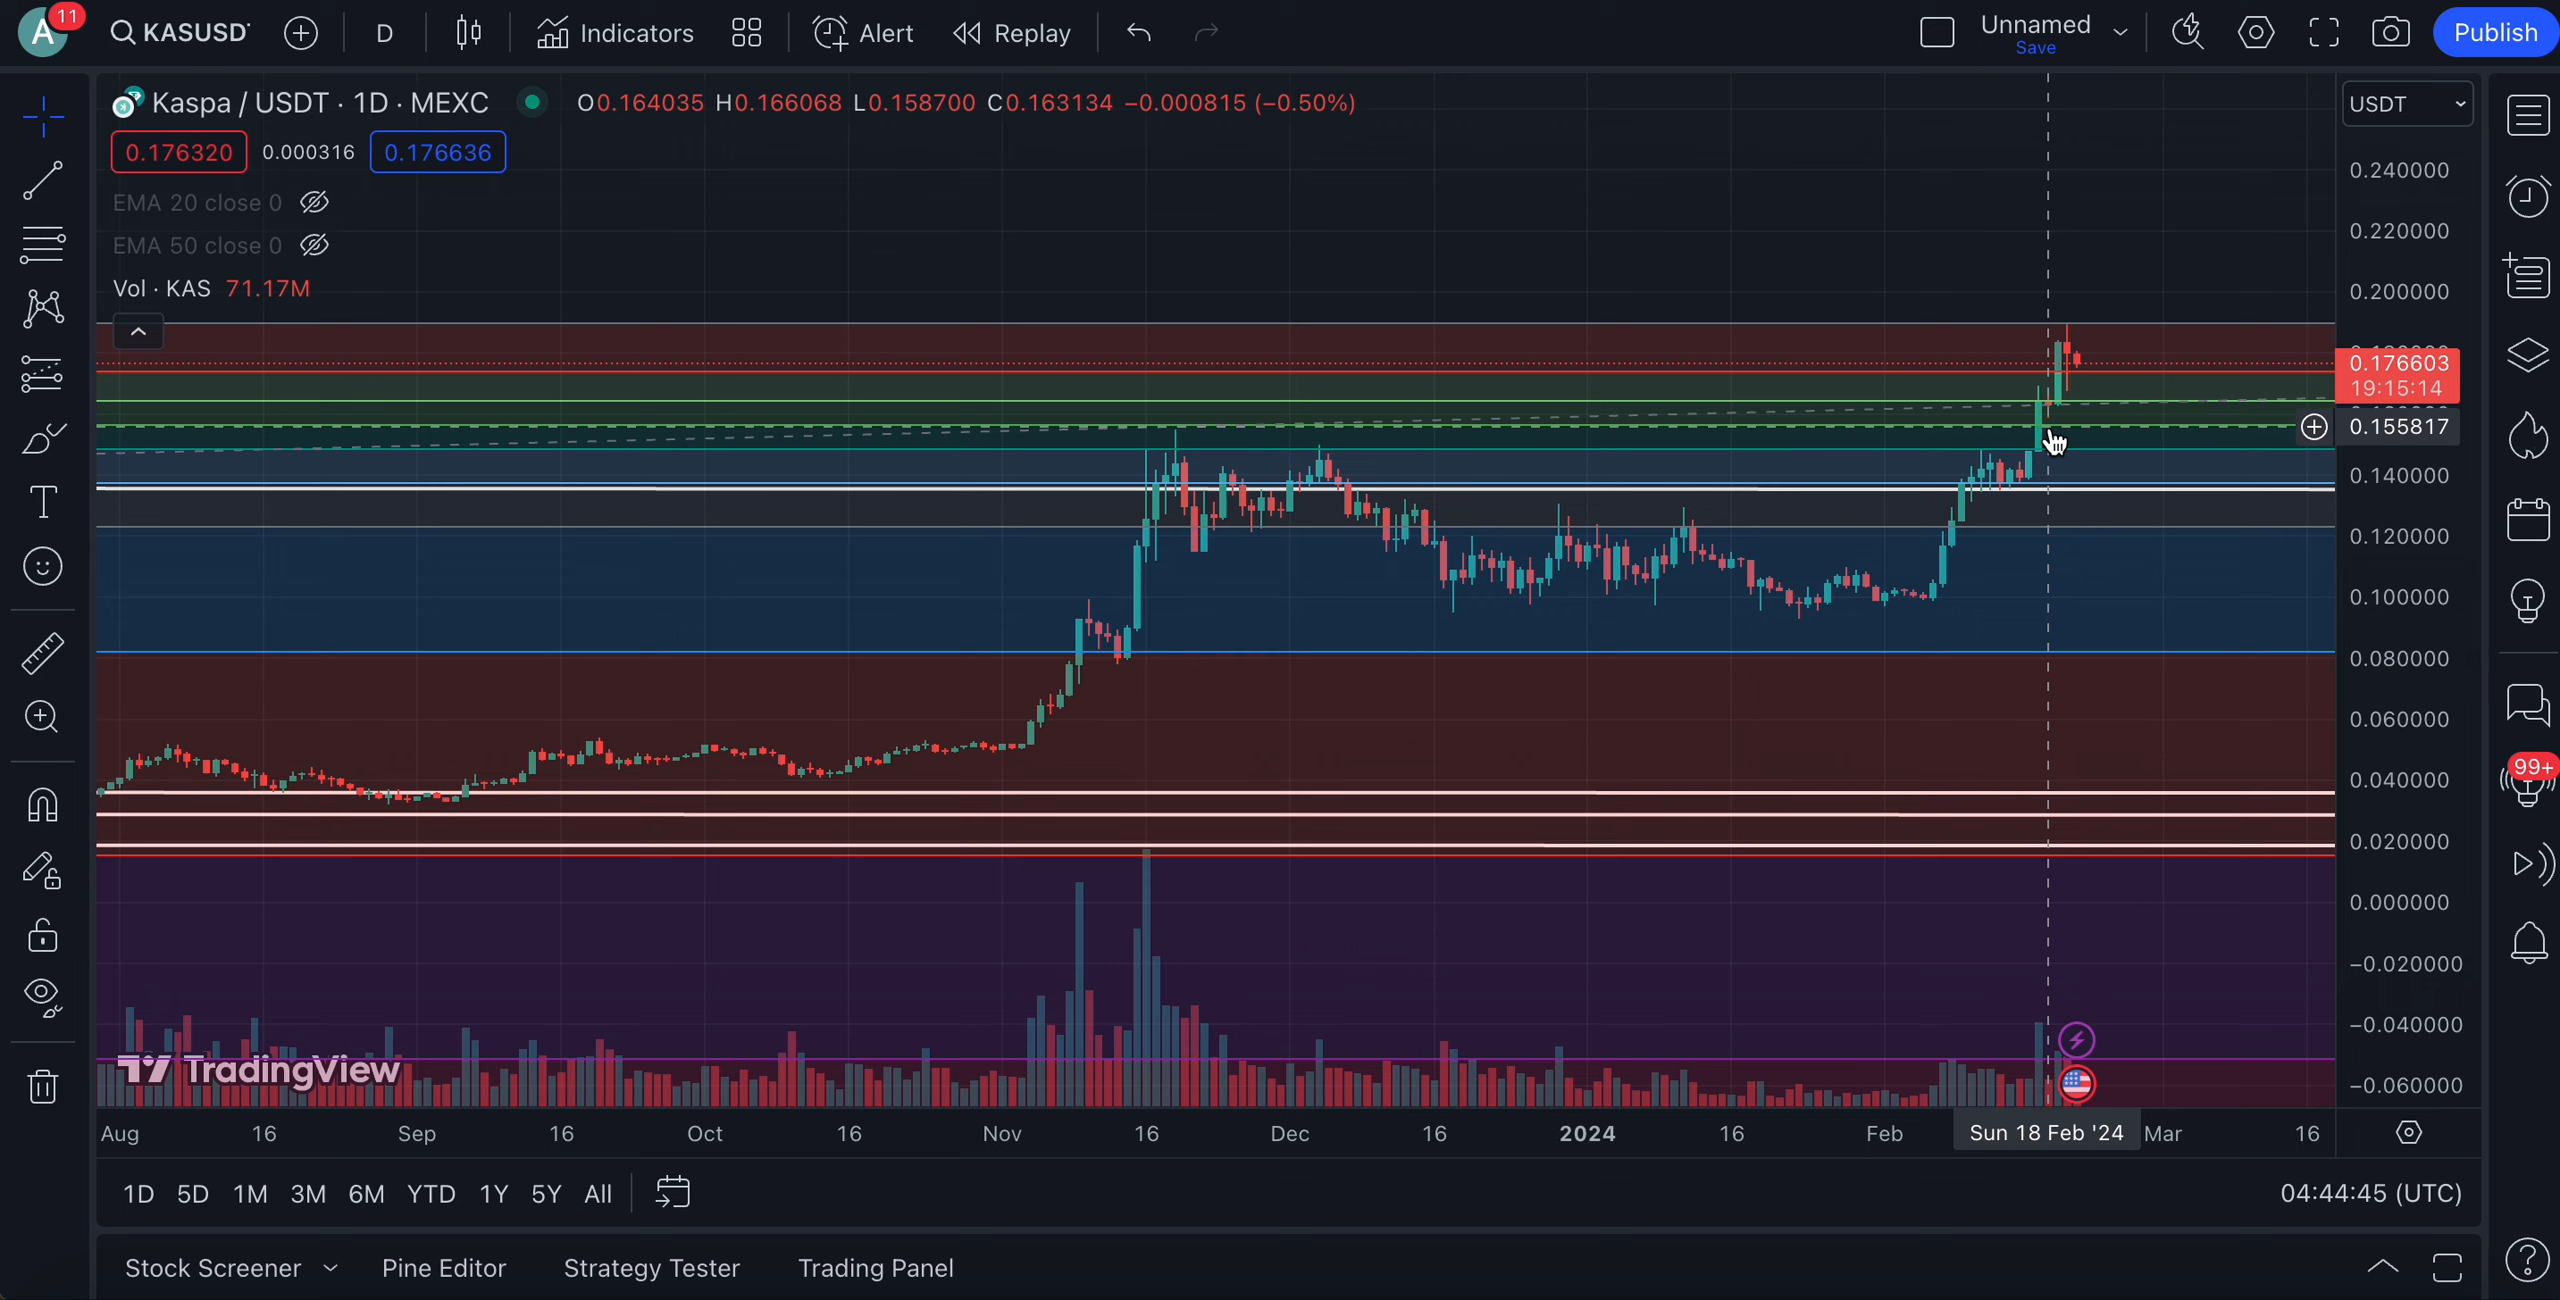 A 11 KASUSDT D Indicators Alert Replay Unnamed Save Publish
Kaspa / USDT · 1D · MEXC O0.164035 H0.166068 L0.158700 C0.163134 −0.000815 (−0.50%)
USDT
0.176320 0.000316 0.176636
EMA 20 close 0
EMA 50 close 0
Vol · KAS 71.17M
0.240000
0.220000
0.200000
0.176603
19:15:14
0.155817
0.140000
0.120000
0.100000
0.080000
0.060000
0.040000
0.020000
0.000000
−0.020000
−0.040000
−0.060000
99+
TradingView
Aug 16 Sep 16 Oct 16 Nov 16 Dec 16 2024 16 Feb Sun 18 Feb '24 Mar 16
1D 5D 1M 3M 6M YTD 1Y 5Y All 04:44:45 (UTC)
Stock Screener Pine Editor Strategy Tester Trading Panel